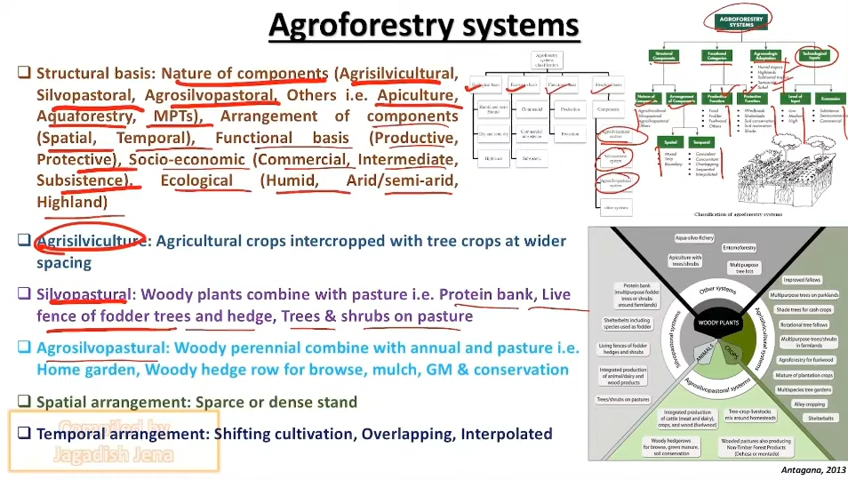 Agroforestry systems
Structural basis: Nature of components (Agrisilvicultural,
Silvopastoral, Agrosilvopastoral, Others i.e. Apiculture,
Aquaforestry, MPTs), Arrangement of components
(Spatial, Temporal), Functional basis (Productive,
Protective), Socio-economic (Commercial, Intermediate,
Subsistence), Ecological (Humid, Arid/semi-arid,
Highland)
Agrisilviculture: Agricultural crops intercropped with tree crops at wider
spacing
Silvopastural: Woody plants combine with pasture i.e. Protein bank, Live
fence of fodder trees and hedge, Trees & shrubs on pasture
Agrosilvopastural: Woody perennial combine with annual and pasture i.e.
Home garden, Woody hedge row for browse, mulch, GM & conservation
Spatial arrangement: Sparce or dense stand
Temporal arrangement: Shifting cultivation, Overlapping, Interpolated
Compiled by
Jagadish Jena
AGROFORESTRY
SYSTEMS
Spatial
Temporal
Classification of agroforestry systems
Aqua-silvo-fishery
Entomoforestry
Apiculture with
trees/shrubs
Multipurpose
tree lots
Other systems
Protein bank
(multipurpose fodder
trees or shrubs
around farmlands)
Shelterbelts including
species used as fodder
Living fences of fodder
hedges and shrubs
Integrated production
of animal/dairy and
wood products
Trees/shrubs on pastures
Silvopastoral systems
WOODY PLANTS
ANIMALS
CROPS
Agrosilvicultural systems
Agrosilvopastoral systems
Improved fallows
Multipurpose trees on parklands
Shade trees for cash crops
Rotational tree fallows
Multipurpose trees/shrubs
in farmlands
Agroforestry for fuelwood
Mixture of plantation crops
Multispecies tree gardens
Alley cropping
Shelterbelts
Integrated production
of cattle (meat and dairy),
crops, and wood (fuelwood)
Tree-crop-livestocks
mix around homesteads
Woody hedgerows
for browse, green manure,
soil conservation
Wooded pastures also producing
Non-Timber Forest Products
(Dehesa or montado)
Antagana, 2013